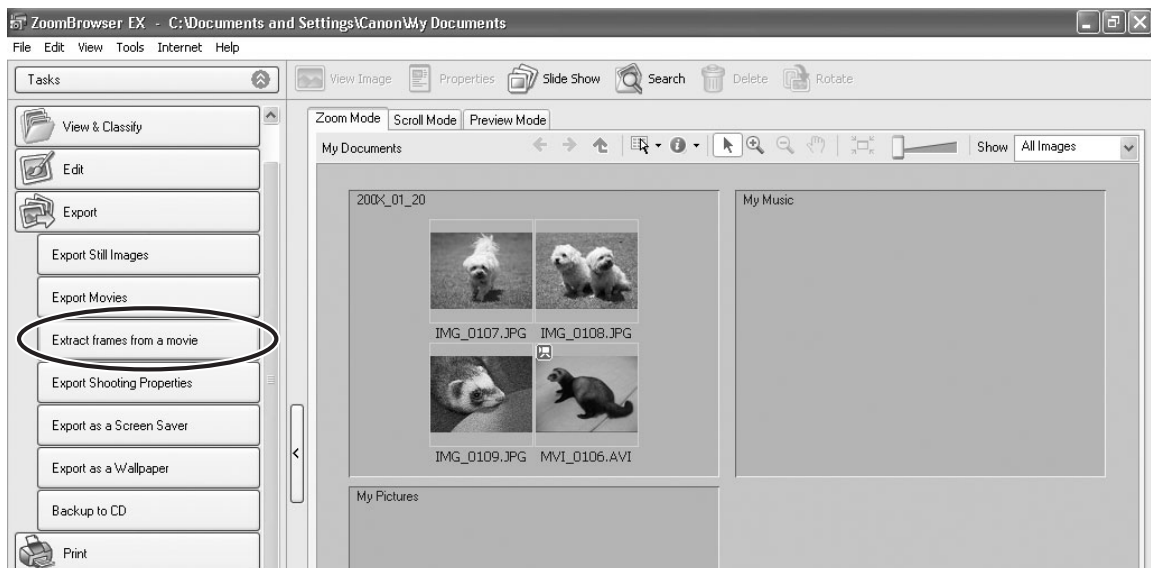 ZoomBrowser EX - C:\Documents and Settings\Canon\My Documents
File Edit View Tools Internet Help
Tasks
View Image Properties Slide Show Search Delete Rotate
View & Classify
Edit
Export
Export Still Images
Export Movies
Extract frames from a movie
Export Shooting Properties
Export as a Screen Saver
Export as a Wallpaper
Backup to CD
Print
Zoom Mode Scroll Mode Preview Mode
My Documents Show All Images
200X_01_20
IMG_0107.JPG IMG_0108.JPG
IMG_0109.JPG MVI_0106.AVI
My Music
My Pictures